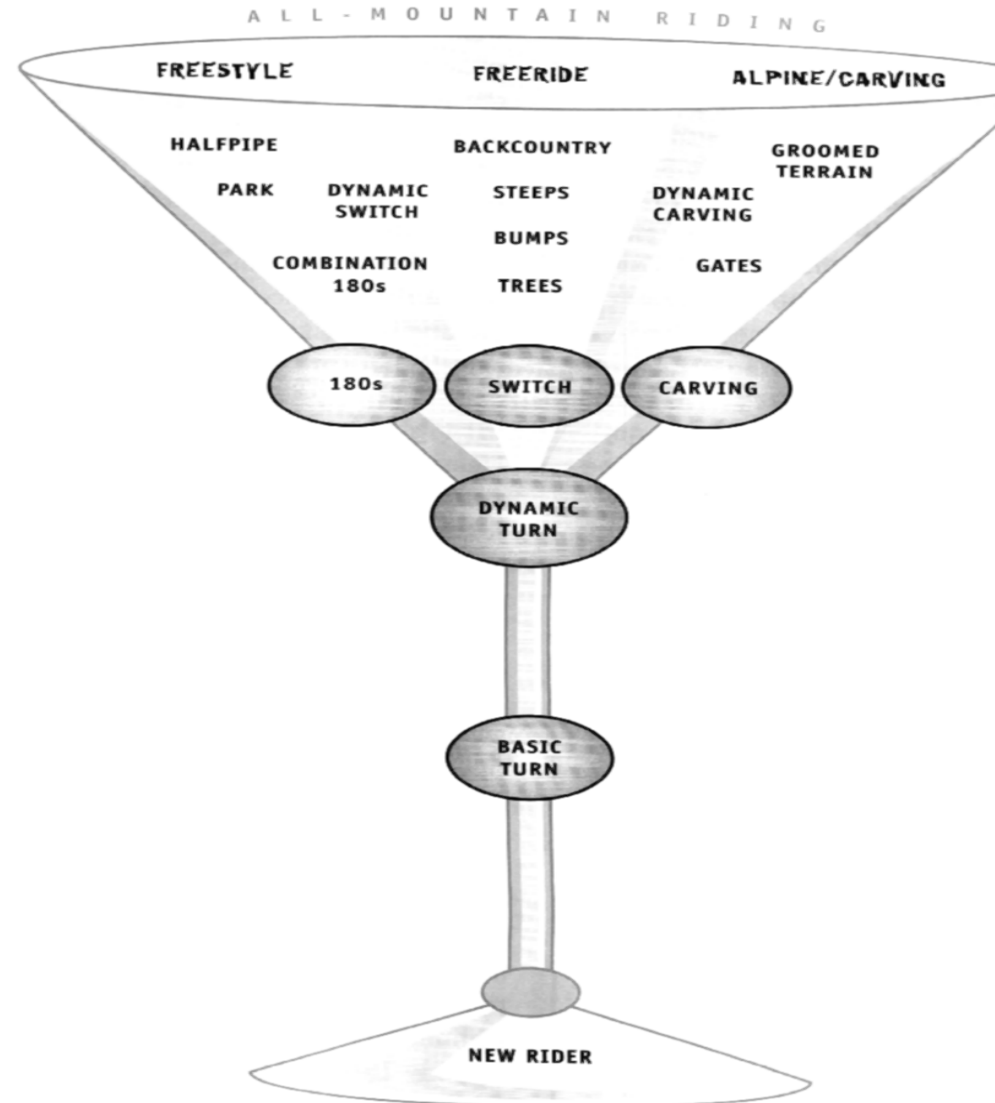 ALL-MOUNTAIN RIDING
FREESTYLE
FREERIDE
ALPINE/CARVING
HALFPIPE
BACKCOUNTRY
GROOMED
TERRAIN
PARK
DYNAMIC
SWITCH
STEEPS
DYNAMIC
CARVING
BUMPS
COMBINATION
180s
TREES
GATES
180s
SWITCH
CARVING
DYNAMIC
TURN
BASIC
TURN
NEW RIDER